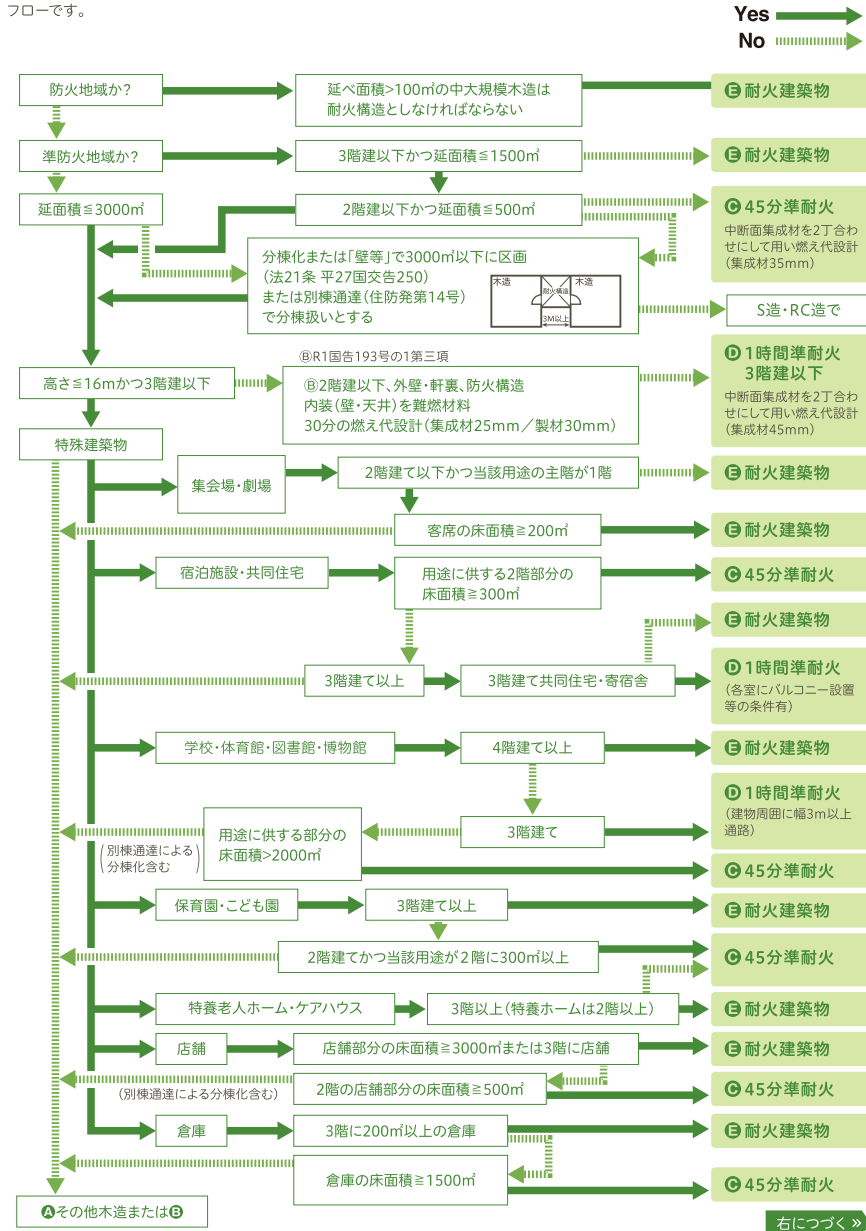 フローです。
Yes
No
防火地域か?
延べ面積>100㎡の中大規模木造は
耐火構造としなければならない
E 耐火建築物
準防火地域か?
3階建以下かつ延面積≦1500㎡
E 耐火建築物
延面積≦3000㎡
2階建以下かつ延面積≦500㎡
C 45分準耐火
中断面集成材を2丁合わ
せにして用い燃え代設計
(集成材35mm)
分棟化または「壁等」で3000㎡以下に区画
(法21条 平27国交告250)
または別棟通達(住防発第14号)
で分棟扱いとする
木造
耐火構造
木造
3M以上
S造・RC造で
ⒷR1国告193号の1第三項
高さ≦16mかつ3階建以下
Ⓑ2階建以下、外壁・軒裏、防火構造
内装(壁・天井)を難燃材料
30分の燃え代設計(集成材25mm/製材30mm)
D 1時間準耐火
3階建以下
中断面集成材を2丁合わ
せにして用い燃え代設計
(集成材45mm)
特殊建築物
集会場・劇場
2階建て以下かつ当該用途の主階が1階
E 耐火建築物
客席の床面積≧200㎡
E 耐火建築物
宿泊施設・共同住宅
用途に供する2階部分の
床面積≧300㎡
C 45分準耐火
E 耐火建築物
3階建て以上
3階建て共同住宅・寄宿舎
D 1時間準耐火
(各室にバルコニー設置
等の条件有)
学校・体育館・図書館・博物館
4階建て以上
E 耐火建築物
3階建て
D 1時間準耐火
(建物周囲に幅3m以上
通路)
用途に供する部分の
床面積>2000㎡
(別棟通達による
分棟化含む)
C 45分準耐火
保育園・こども園
3階建て以上
E 耐火建築物
2階建てかつ当該用途が2階に300㎡以上
C 45分準耐火
特養老人ホーム・ケアハウス
3階以上(特養ホームは2階以上)
E 耐火建築物
店舗
店舗部分の床面積≧3000㎡または3階に店舗
E 耐火建築物
(別棟通達による分棟化含む)
2階の店舗部分の床面積≧500㎡
C 45分準耐火
倉庫
3階に200㎡以上の倉庫
E 耐火建築物
倉庫の床面積≧1500㎡
C 45分準耐火
Aその他木造またはB
右につづく »